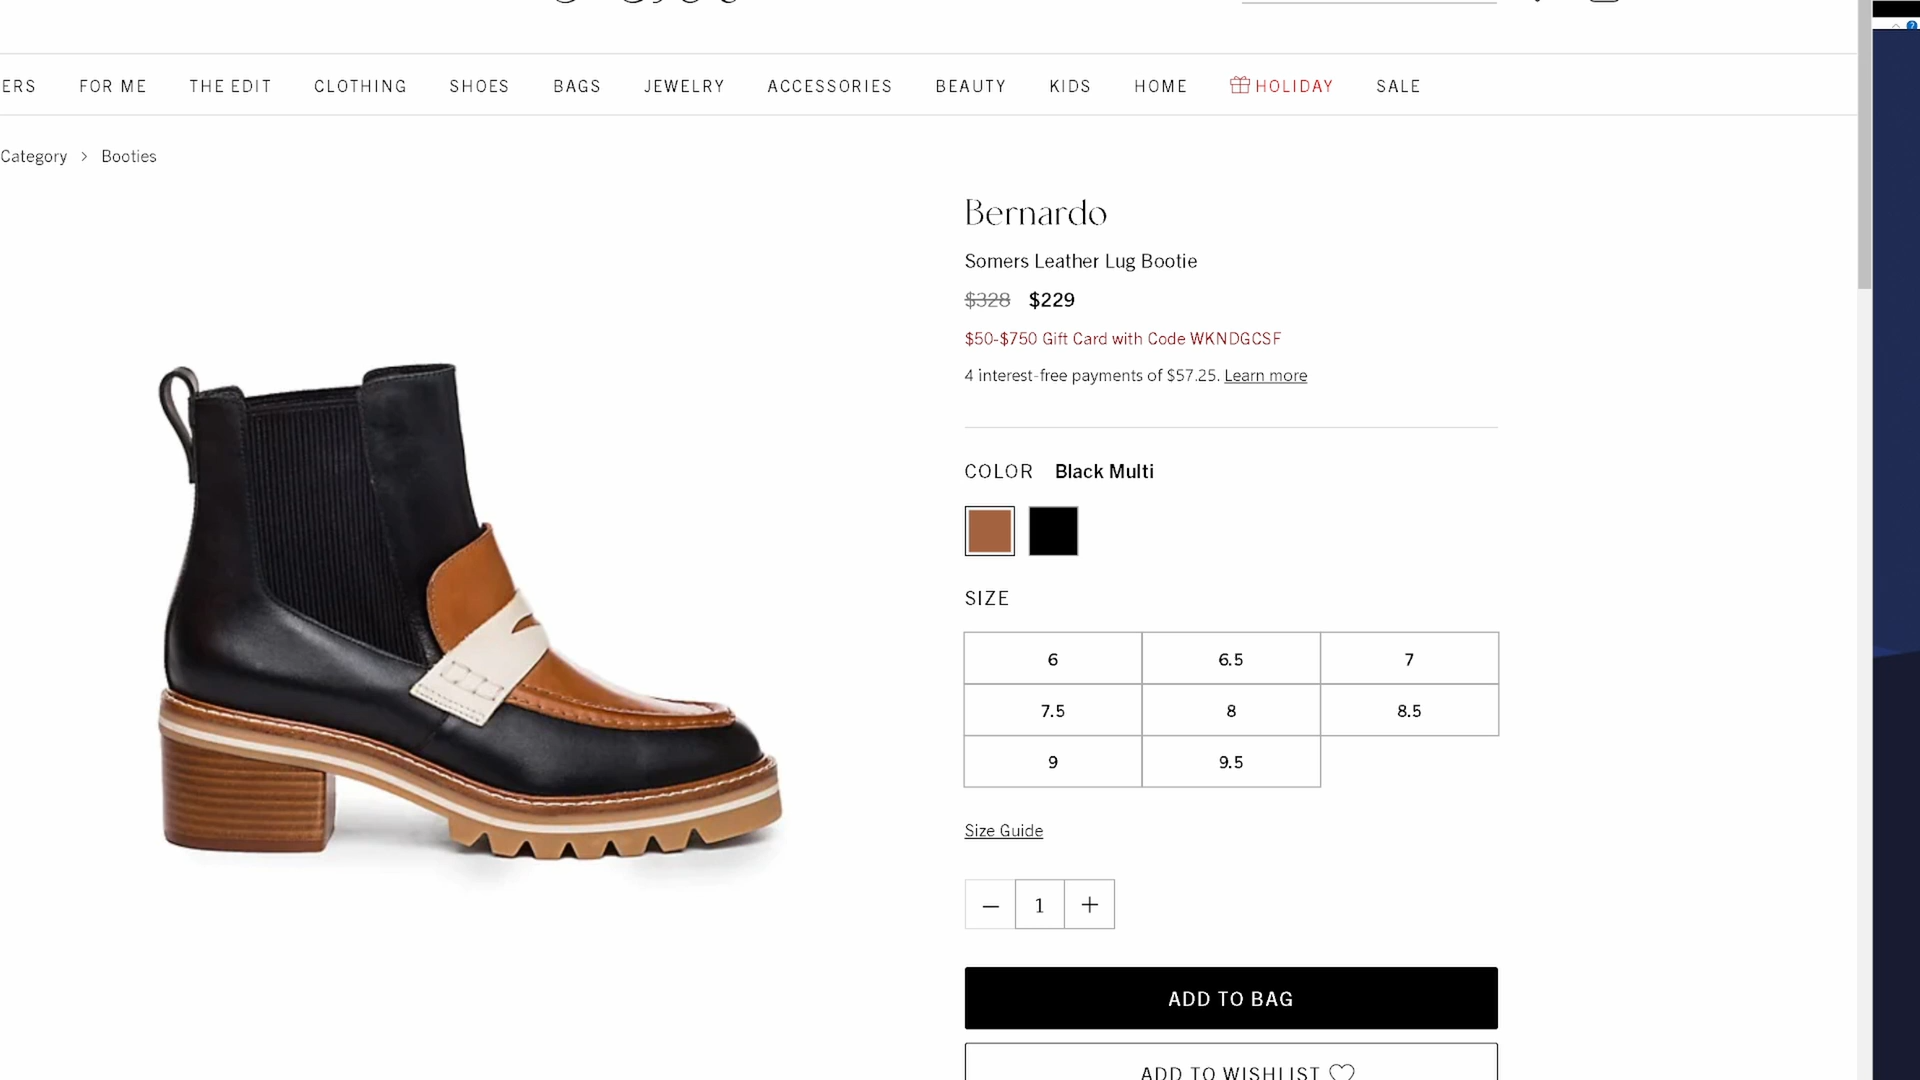 ERS FOR ME THE EDIT CLOTHING SHOES BAGS JEWELRY ACCESSORIES BEAUTY KIDS HOME HOLIDAY SALE
Category > Booties
Bernardo
Somers Leather Lug Bootie
$328 $229
$50-$750 Gift Card with Code WKNDGCSF
4 interest-free payments of $57.25. Learn more
COLOR Black Multi
SIZE
6 6.5 7
7.5 8 8.5
9 9.5
Size Guide
— 1 +
ADD TO BAG
ADD TO WISHLIST